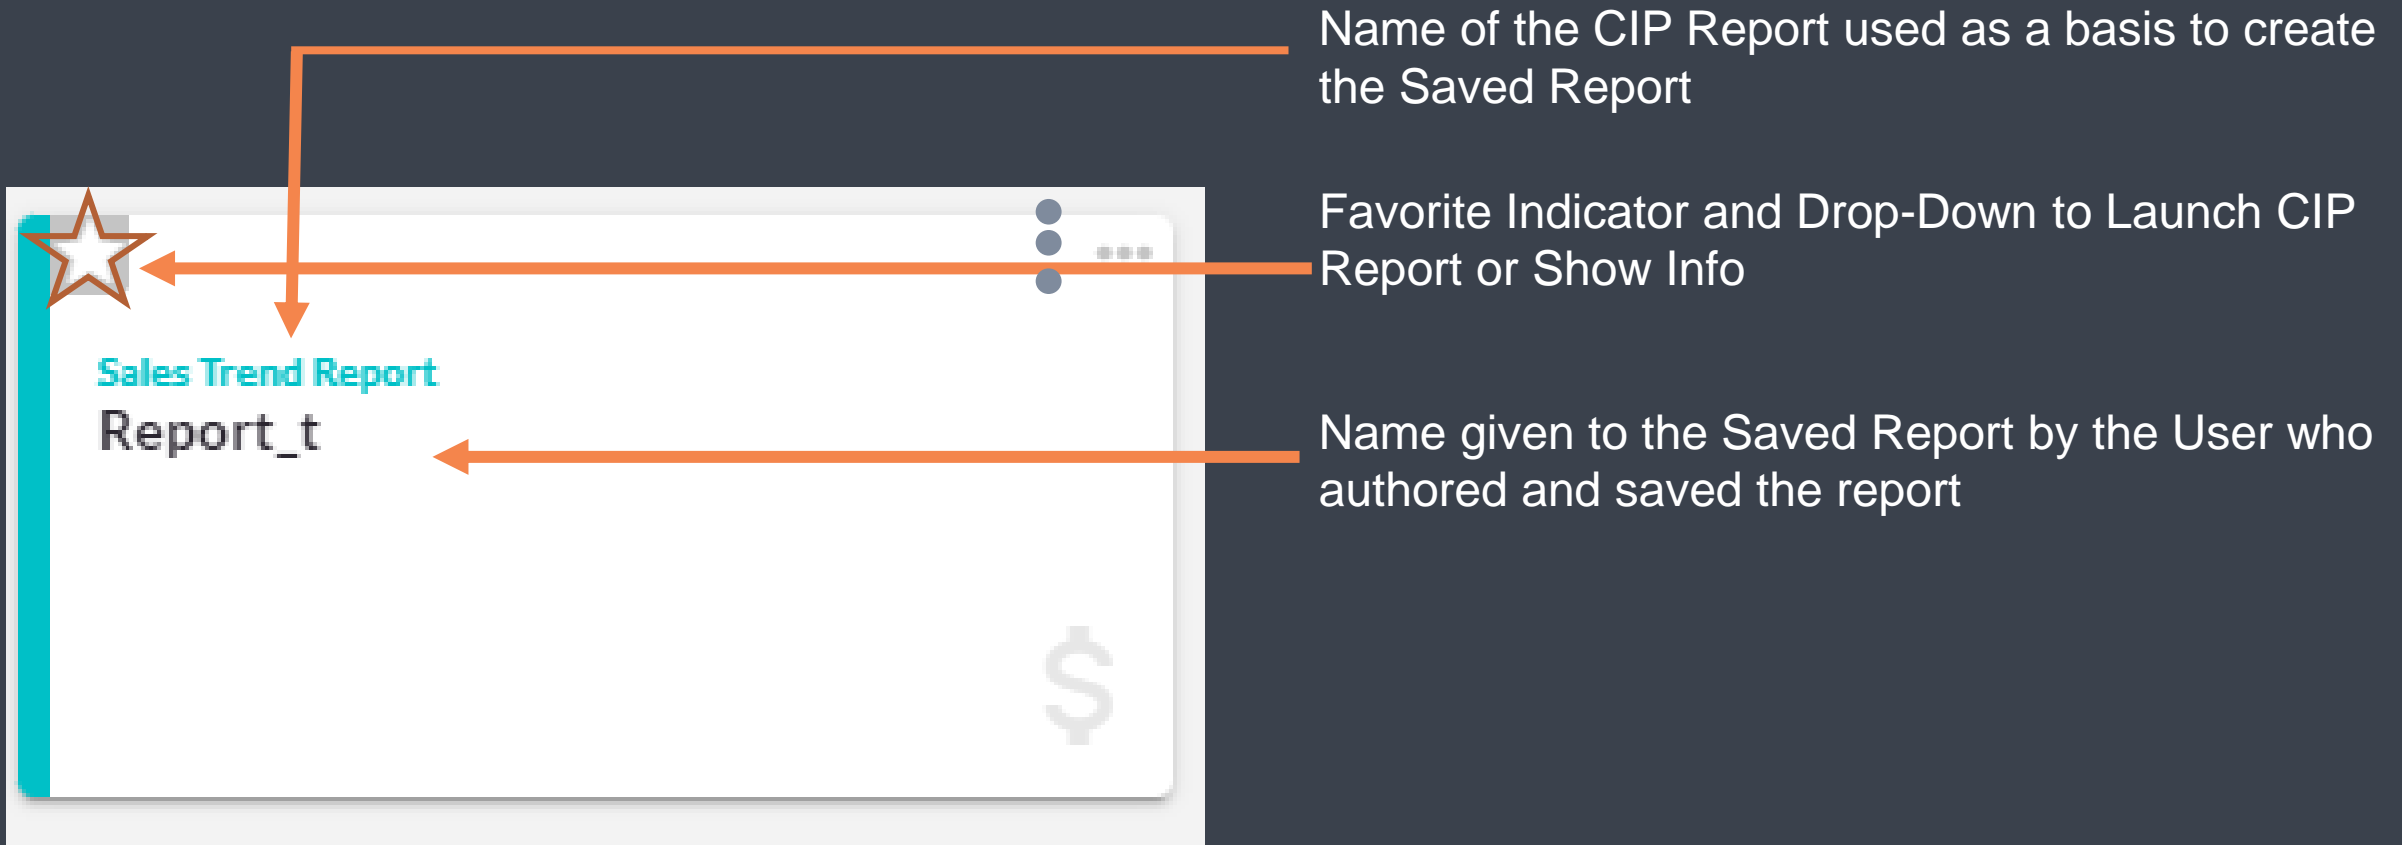 Name of the CIP Report used as a basis to create
the Saved Report
Favorite Indicator and Drop-Down to Launch CIP
Report or Show Info
Sales Trend Report
Report_t
Name given to the Saved Report by the User who
authored and saved the report
$